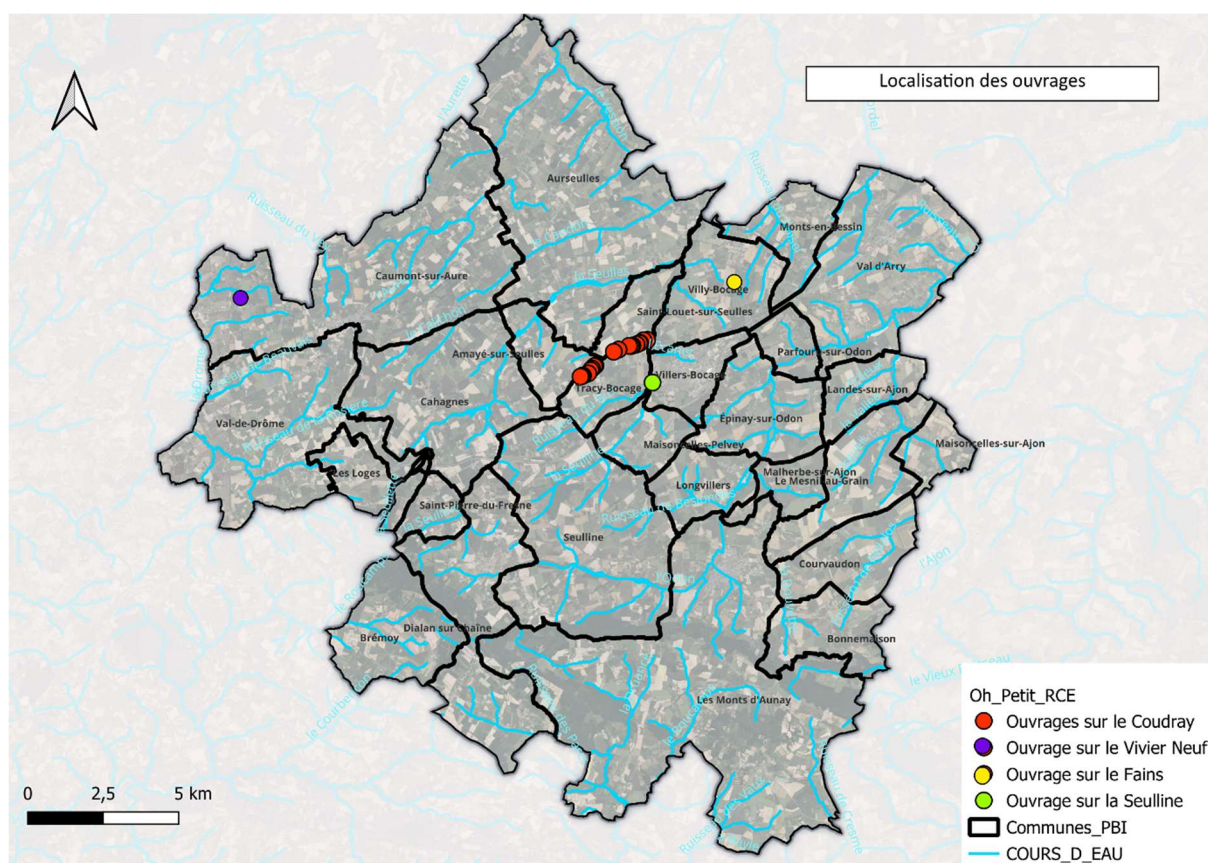 Localisation des ouvrages
l'Aurette
Aurseulles
Monts-en-Bessin
Val d'Arry
Caumont-sur-Aure
la Seulles
Villy-Bocage
Saint-Louet-sur-Seulles
Amayé-sur-Seulles
Parfouru-sur-Odon
Villers-Bocage
Tracy-Bocage
Landes-sur-Ajon
Cahagnes
Val-de-Drôme
Épinay-sur-Odon
Maisoncelles-Pelvey
Maisoncelles-sur-Ajon
Les Loges
Malherbe-sur-Ajon
Longvillers
Le Mesnil-au-Grain
Saint-Pierre-du-Fresne
Seulline
Courvaudon
l'Odon
l'Ajon
Dialan sur Chaîne
Brémoy
Bonnemaison
Les Monts d'Aunay
Oh_Petit_RCE
Ouvrages sur le Coudray
Ouvrage sur le Vivier Neuf
Ouvrage sur le Fains
Ouvrage sur la Seulline
Communes_PBI
COURS_D_EAU
0 2,5 5 km